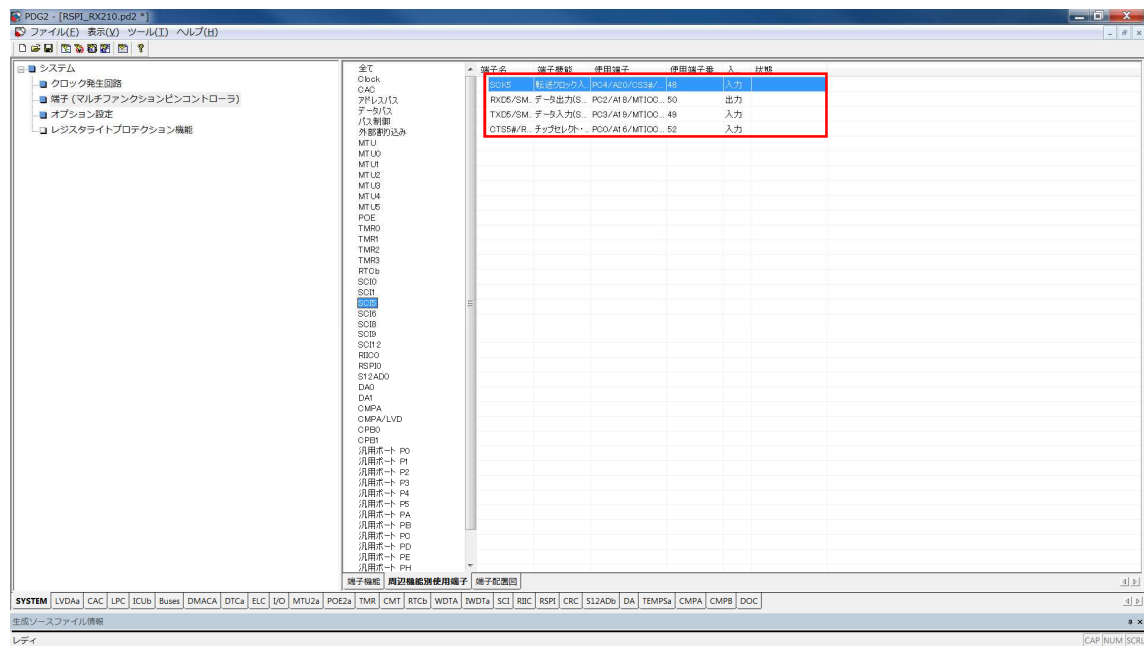 PDG2 - [RSPI_RX210.pd2 *]
ファイル(F) 表示(V) ツール(T) ヘルプ(H)
システム
クロック発生回路
端子 (マルチファンクションピンコントローラ)
オプション設定
レジスタライトプロテクション機能
全て
Clock
CAC
アドレスバス
データバス
バス制御
外部割り込み
MTU
MTU0
MTU1
MTU2
MTU3
MTU4
MTU5
POE
TMR0
TMR1
TMR2
TMR3
RTCb
SCI0
SCI1
SCI5
SCI6
SCI8
SCI9
SCI12
RIIC0
RSPI0
S12AD0
DA0
DA1
CMPA
CMPA/LVD
CPB0
CPB1
汎用ポート P0
汎用ポート P1
汎用ポート P2
汎用ポート P3
汎用ポート P4
汎用ポート P5
汎用ポート PA
汎用ポート PB
汎用ポート PC
汎用ポート PD
汎用ポート PE
汎用ポート PH
端子名 端子機能 使用端子 使用端子番 入 状態
SCK5 転送クロック入 PC4/A20/CS3#/... 48 入力
RXD5/SM.. データ出力(S... PC2/A18/MTIOC... 50 出力
TXD5/SM.. データ入力(S... PC3/A19/MTIOC... 49 入力
CTS5#/R... チップセレクト・... PC0/A16/MTIOC... 52 入力
端子機能 周辺機能別使用端子 端子配置図
SYSTEM LVDAa CAC LPC ICUb Buses DMACA DTCa ELC I/O MTU2a POE2a TMR CMT RTCb WDTA IWDTa SCI RIIC RSPI CRC S12ADb DA TEMPSa CMPA CMPB DOC
生成ソースファイル情報
レディ
CAP NUM SCRL